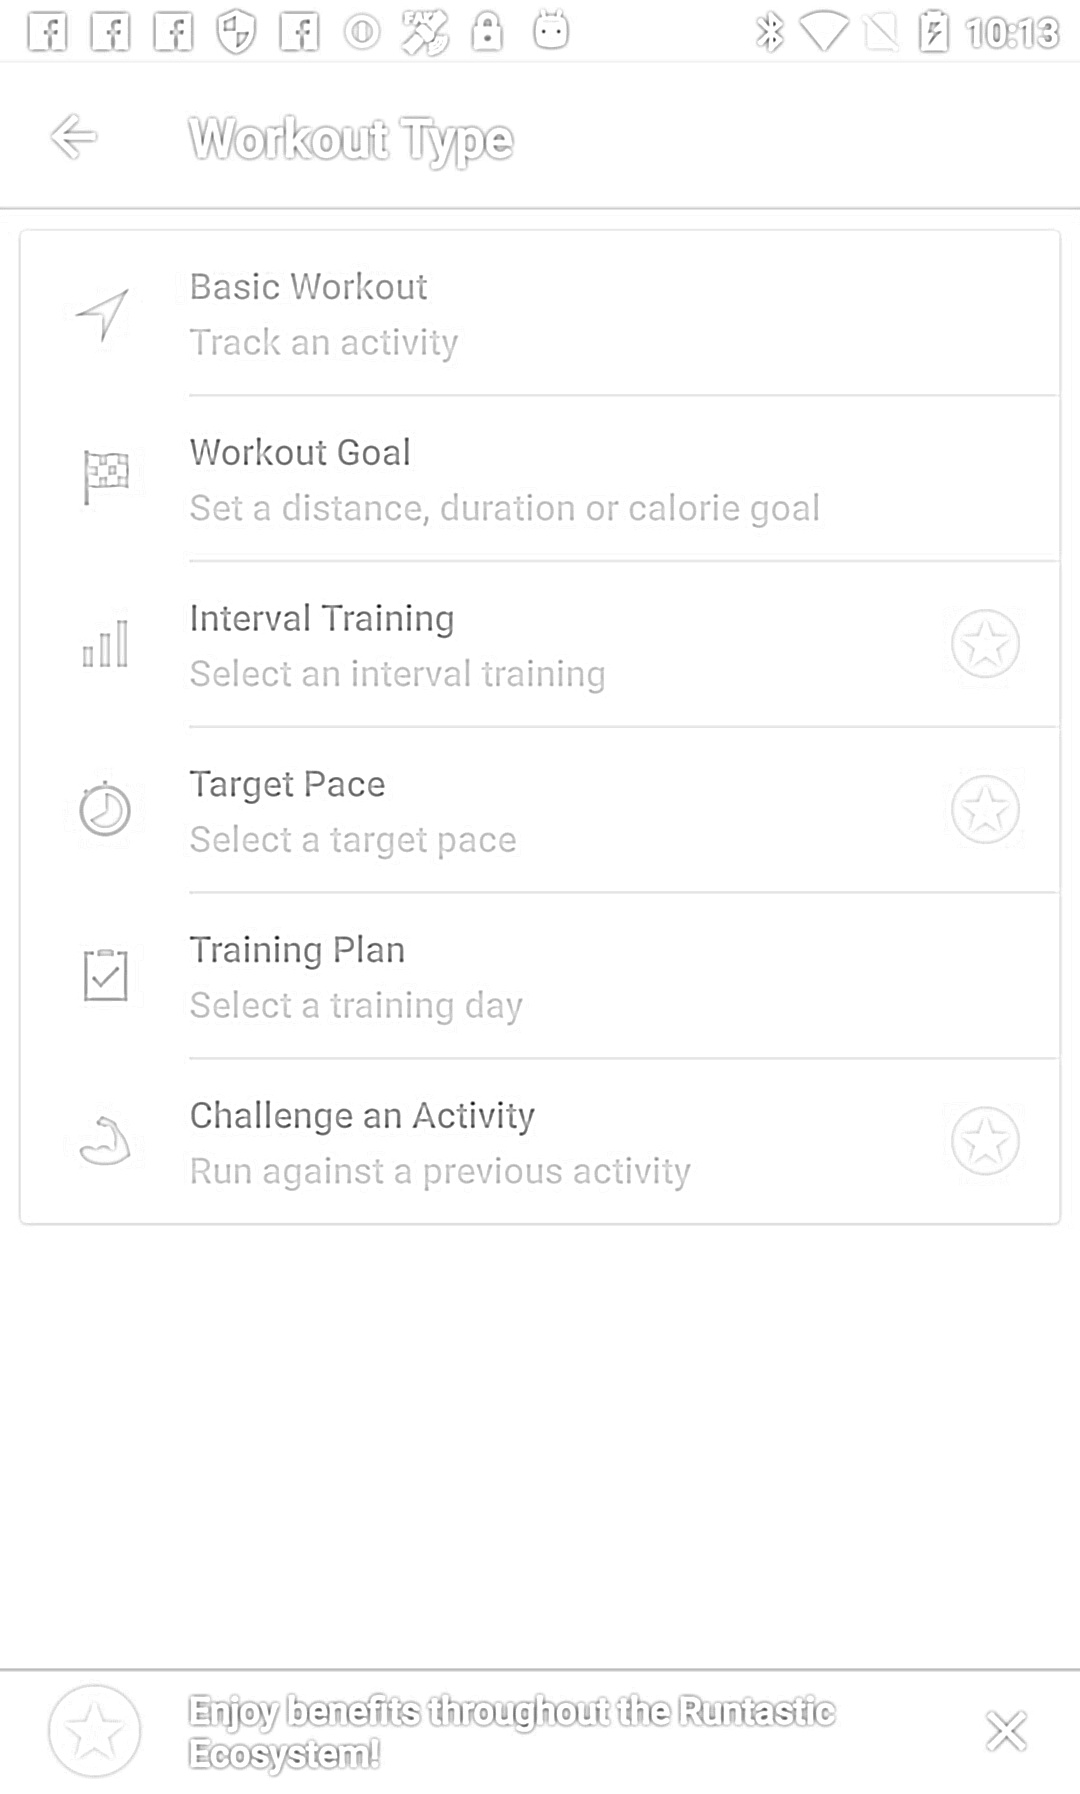 10:13
Workout Type
Basic Workout
Track an activity
Workout Goal
Set a distance, duration or calorie goal
Interval Training
Select an interval training
Target Pace
Select a target pace
Training Plan
Select a training day
Challenge an Activity
Run against a previous activity
Enjoy benefits throughout the Runtastic
Ecosystem!